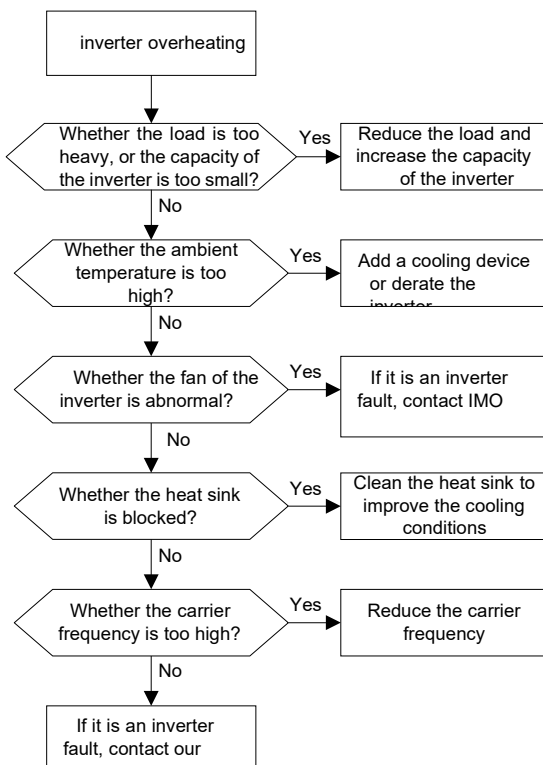 inverter overheating
Whether the load is too
heavy, or the capacity of
the inverter is too small?
Yes
Reduce the load and
increase the capacity
of the inverter
No
Whether the ambient
temperature is too
high?
Yes
Add a cooling device
or derate the
inverter
No
Whether the fan of the
inverter is abnormal?
Yes
If it is an inverter
fault, contact IMO
No
Whether the heat sink
is blocked?
Yes
Clean the heat sink to
improve the cooling
conditions
No
Whether the carrier
frequency is too high?
Yes
Reduce the carrier
frequency
No
If it is an inverter
fault, contact our